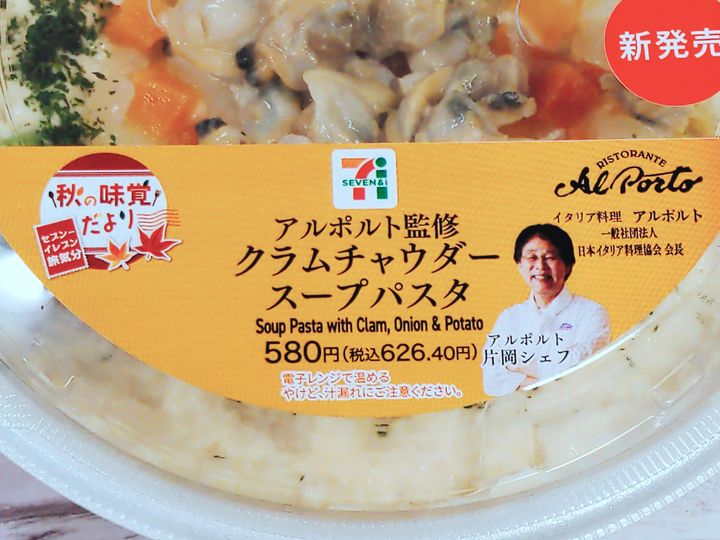 新発売
秋の味覚
だより
セブン-
イレブン
旅気分
SEVEN&i
RISTORANTE
Al Porto
イタリア料理 アルポルト
一般社団法人
日本イタリア料理協会 会長
アルポルト監修
クラムチャウダー
スープパスタ
Soup Pasta with Clam, Onion & Potato
580円(税込626.40円)
アルポルト
片岡シェフ
電子レンジで温める
やけど、汁漏れにご注意ください。